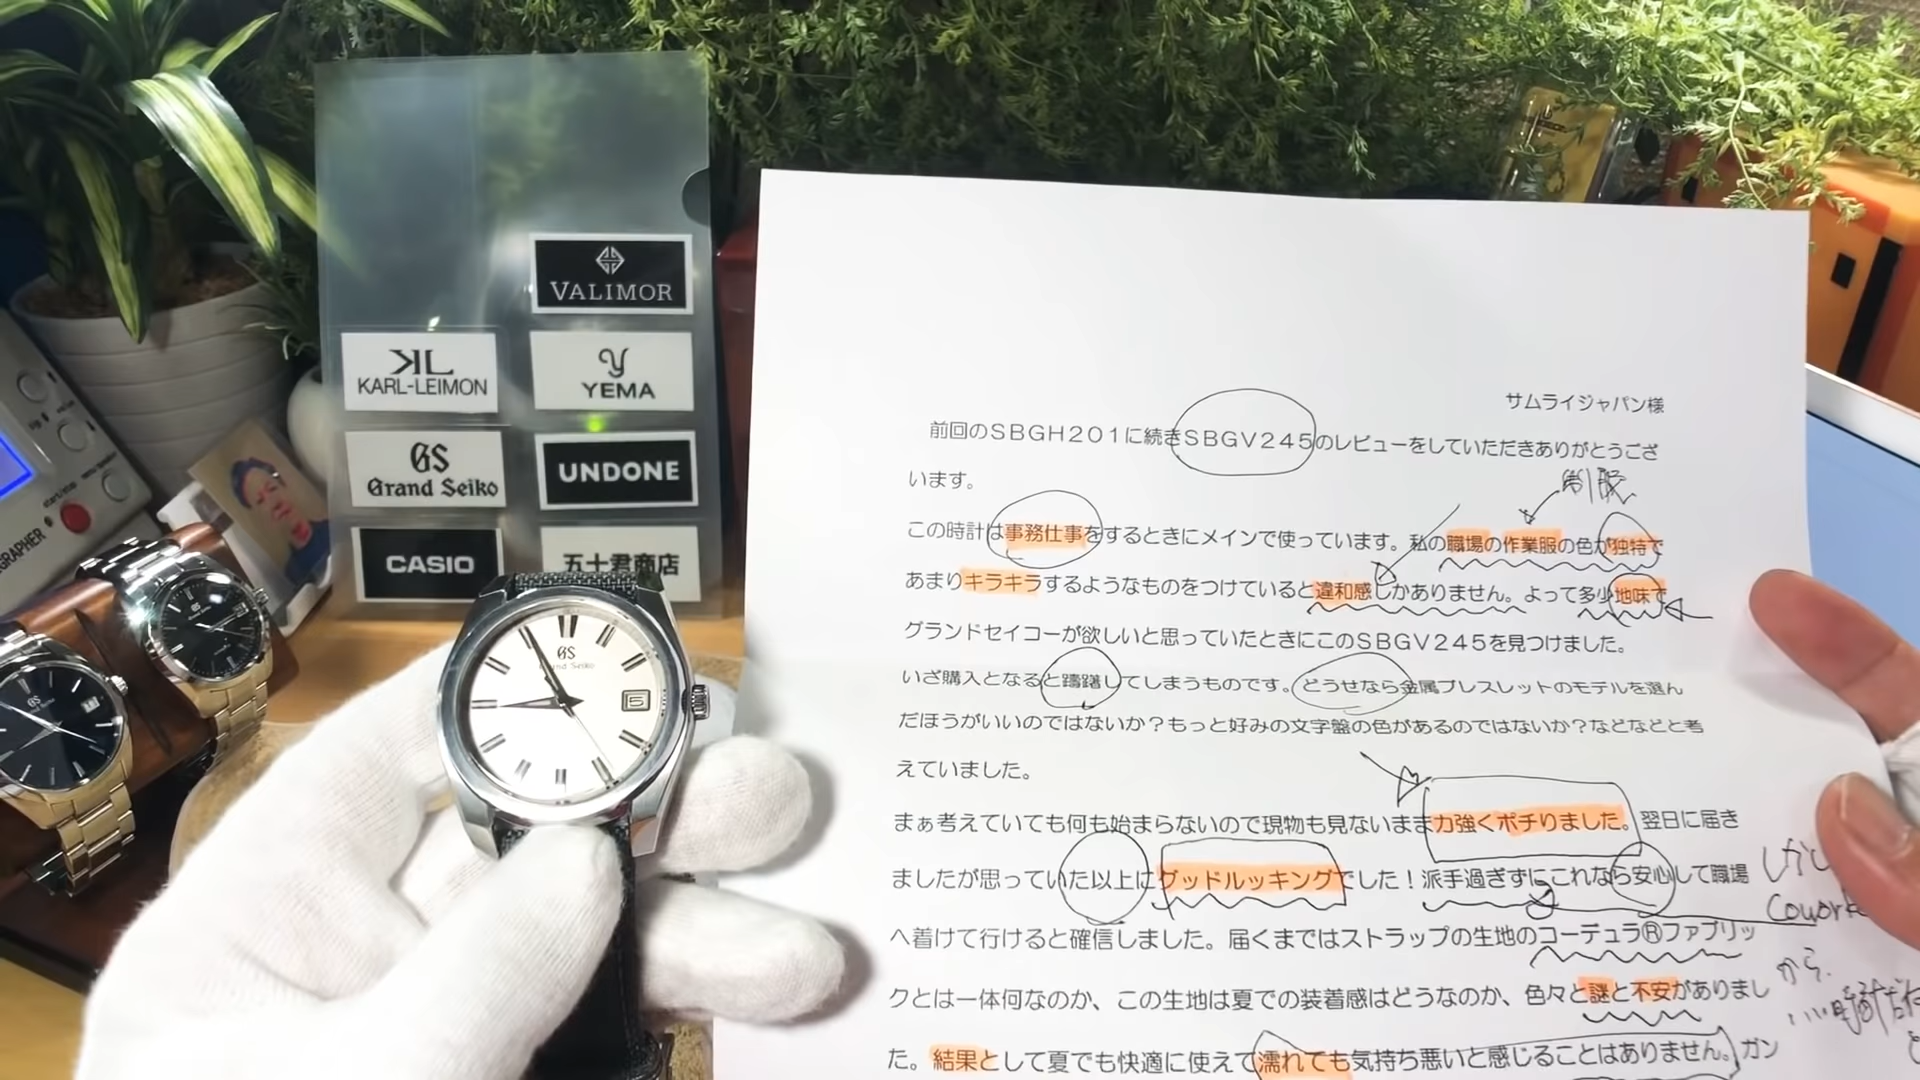 VALIMOR
KL
KARL-LEIMON
Y
YEMA
GS
Grand Seiko
UNDONE
CASIO
五十君商店
GS
Grand Seiko
5
サムライジャパン様
前回のSBGH201に続きSBGV245のレビューをしていただきありがとうござ
います。
制服
この時計は事務仕事をするときにメインで使っています。私の職場の作業服の色が独特で
あまりキラキラするようなものをつけていると違和感しかありません。よって多少地味で
グランドセイコーが欲しいと思っていたときにこのSBGV245を見つけました。
いざ購入となると躊躇してしまうものです。どうせなら金属ブレスレットのモデルを選ん
だほうがいいのではないか？もっと好みの文字盤の色があるのではないか？などなどと考
えていました。
まぁ考えていても何も始まらないので現物も見ないまま力強くポチりました。翌日に届き
ましたが思っていた以上にグッドルッキングでした！派手過ぎずにこれなら安心して職場
へ着けて行けると確信しました。届くまではストラップの生地のコーデュラ®ファブリッ
クとは一体何なのか、この生地は夏での装着感はどうなのか、色々と謎と不安がありまし
から
た。結果として夏でも快適に使えて濡れても気持ち悪いと感じることはありません。ガン